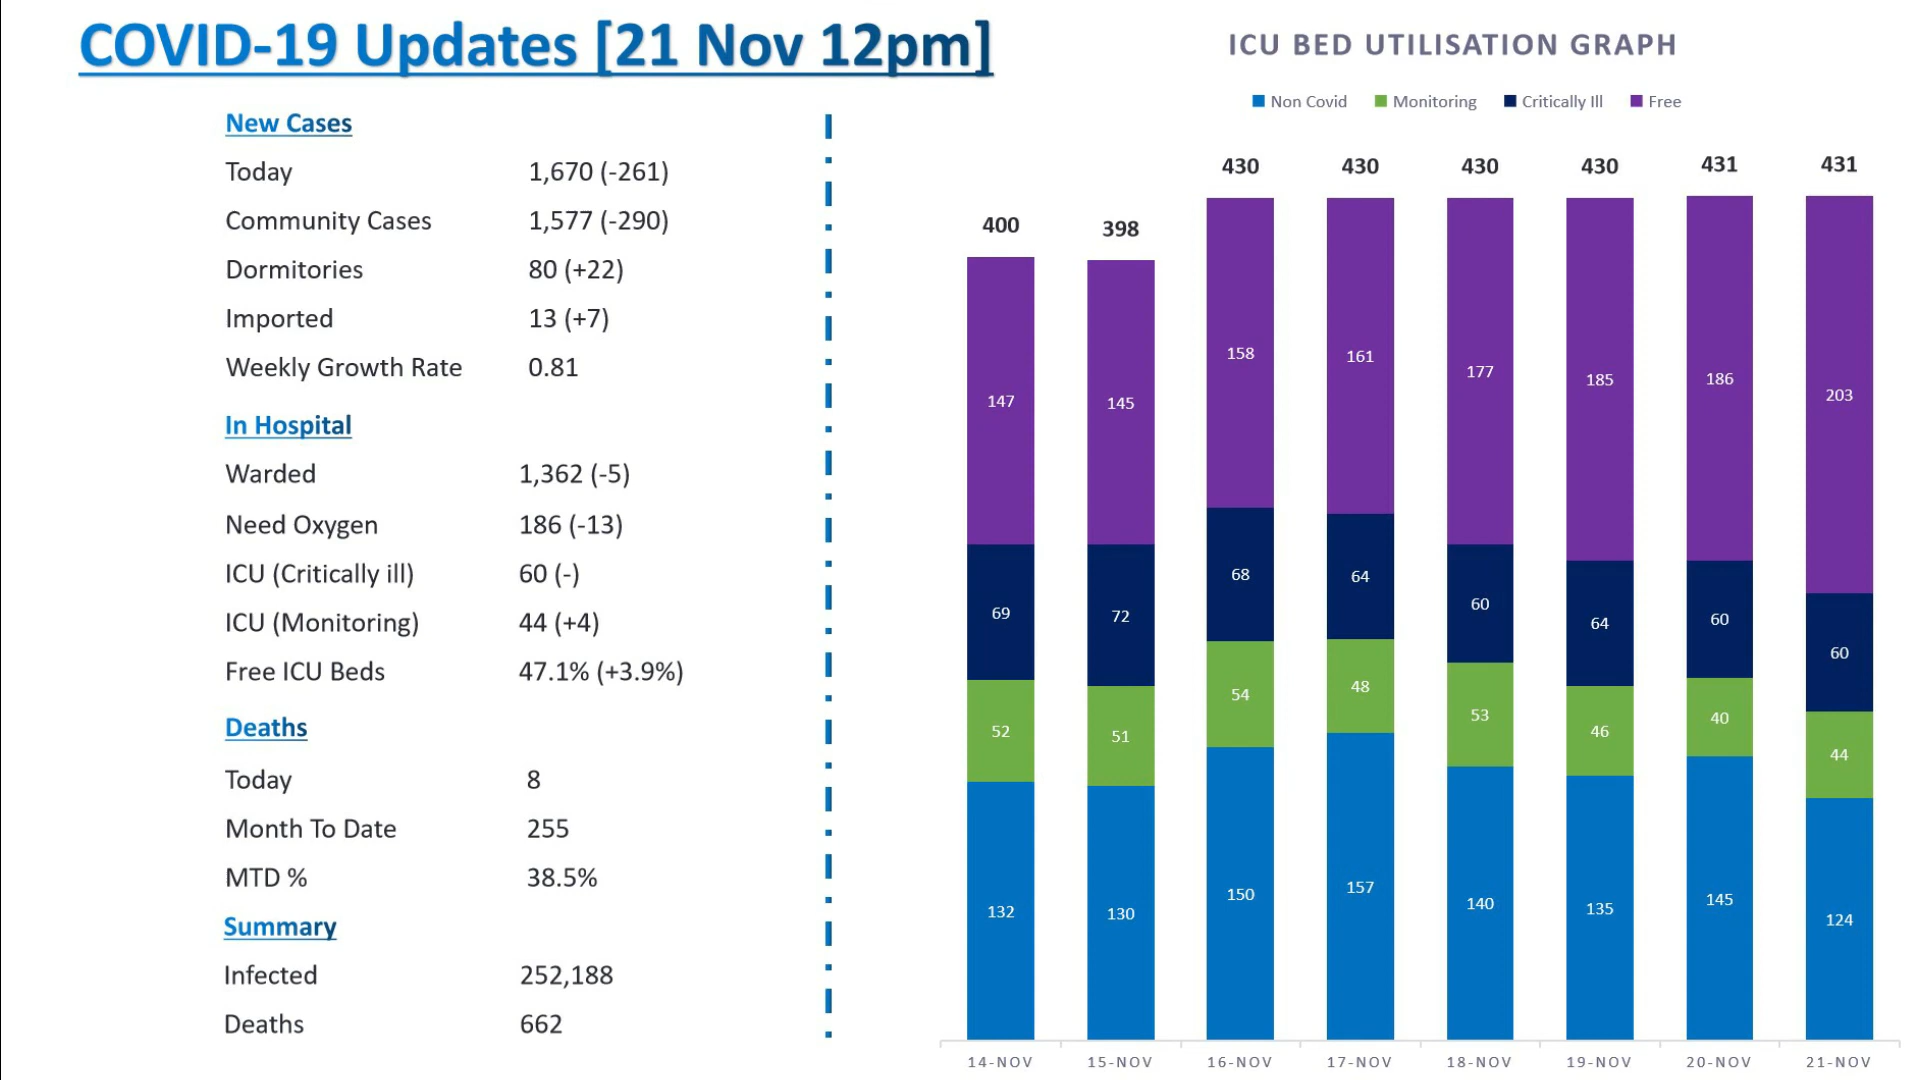 COVID-19 Updates [21 Nov 12pm]
New Cases
Today 1,670 (-261)
Community Cases 1,577 (-290)
Dormitories 80 (+22)
Imported 13 (+7)
Weekly Growth Rate 0.81
In Hospital
Warded 1,362 (-5)
Need Oxygen 186 (-13)
ICU (Critically ill) 60 (-)
ICU (Monitoring) 44 (+4)
Free ICU Beds 47.1% (+3.9%)
Deaths
Today 8
Month To Date 255
MTD % 38.5%
Summary
Infected 252,188
Deaths 662
ICU BED UTILISATION GRAPH
Non Covid Monitoring Critically Ill Free
400 398 430 430 430 430 431 431
147 145 158 161 177 185 186 203
69 72 68 64 60 64 60 60
52 51 54 48 53 46 40 44
132 130 150 157 140 135 145 124
14-NOV 15-NOV 16-NOV 17-NOV 18-NOV 19-NOV 20-NOV 21-NOV